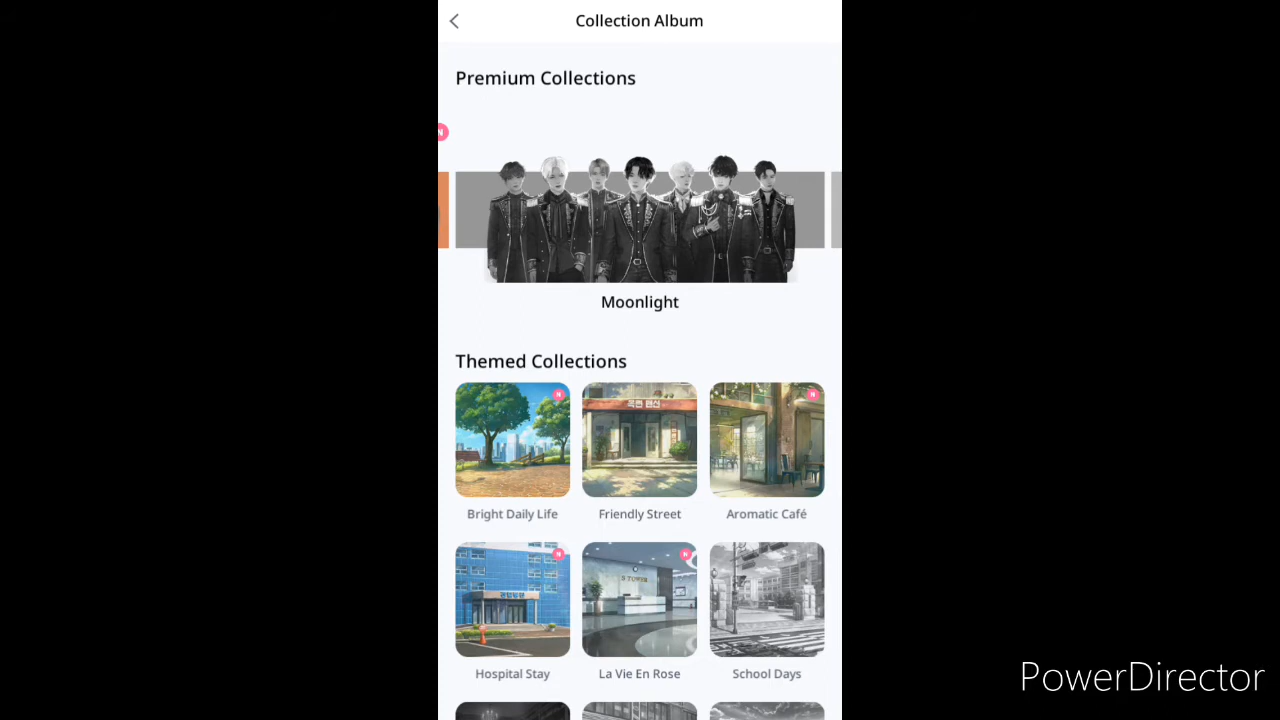 Collection Album
Premium Collections
N
Moonlight
Themed Collections
N
N
Bright Daily Life
Friendly Street
Aromatic Café
N
N
S TOWER
Hospital Stay
La Vie En Rose
School Days
PowerDirector